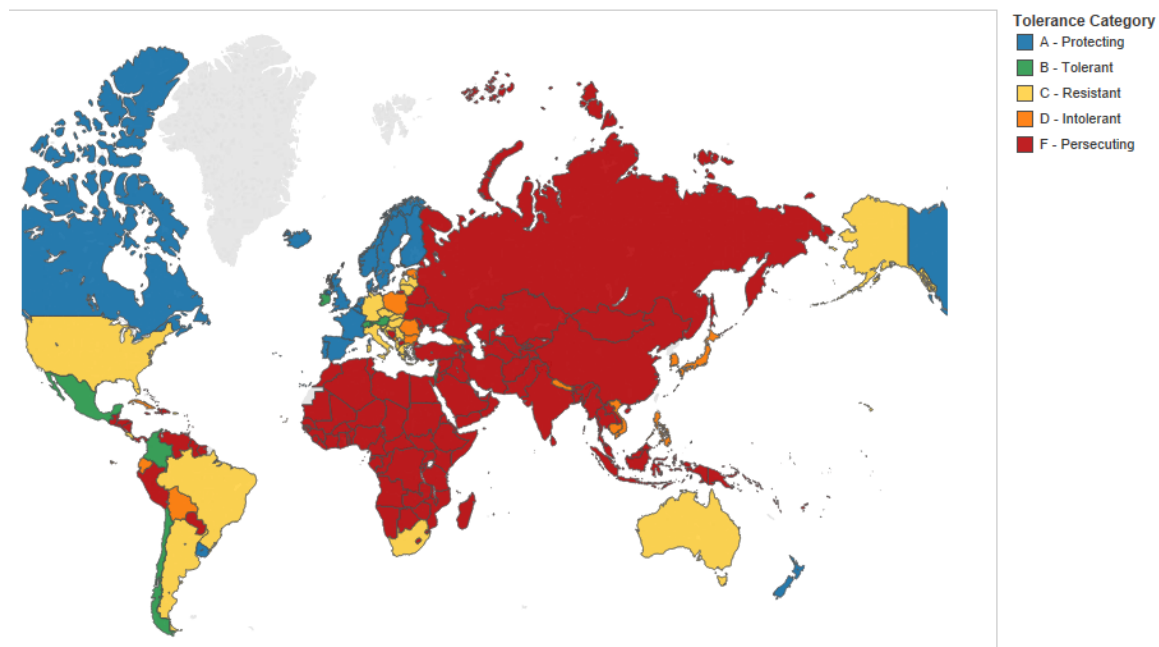 Tolerance Category
A - Protecting
B - Tolerant
C - Resistant
D - Intolerant
F - Persecuting